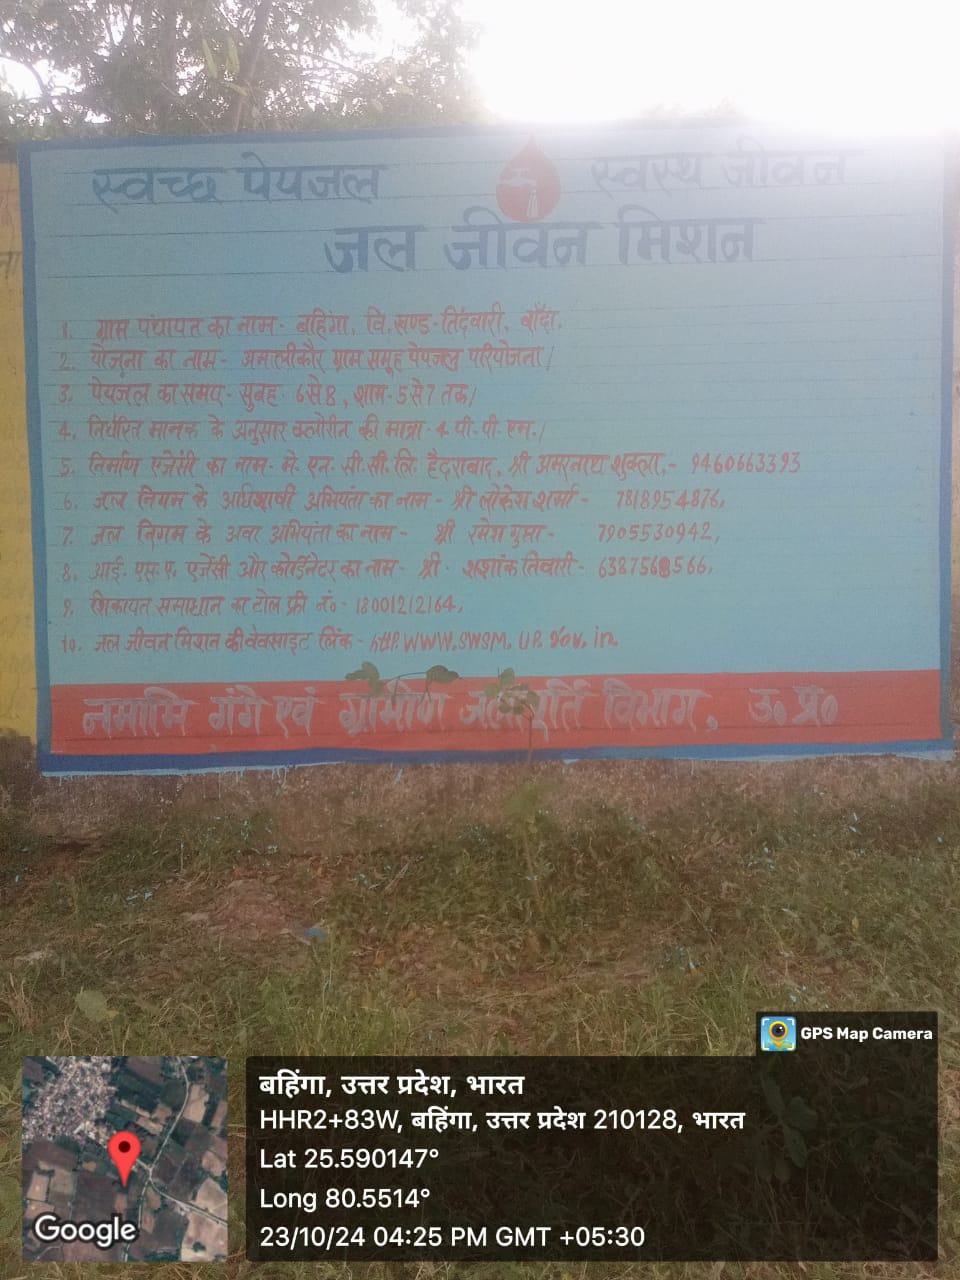 स्वच्छ पेयजल स्वस्थ जीवन
जल जीवन मिशन
1. ग्राम पंचायत का नाम- बहिंगा, वि.खण्ड-तिंदवारी, बाँदा,
2. योजना का नाम- अमलीकौर ग्राम समूह पेयजल परियोजना/
3. पेयजल का समय- सुबह- 6 से 8, शाम- 5 से 7 तक/
4. निर्धारित मानक के अनुसार क्लोरीन की मात्रा- 4 पी.पी.एम./
5. निर्माण एजेंसी का नाम- मे. एन. सी. सी. लि. हैदराबाद, श्री अमरनाथ शुक्ला,- 9460663393
6. जल निगम के अधिशाषी अभियंता का नाम- श्री लोकेश शर्मा- 7818954876,
7. जल निगम के अवर अभियंता का नाम- श्री रमेश गुप्ता- 7905530942,
8. आई. एस. ए. एजेंसी और कोर्डिनेटर का नाम- श्री- शशांक तिवारी- 6387568566,
9. शिकायत समाधान का टोल फ्री नं०- 18001212164,
10. जल जीवन मिशन की वेबसाइट लिंक- http. WWW. SWSM. UP. Gov. in.
नमामि गंगे एवं ग्रामीण जलापूर्ति विभाग, उ० प्र०
GPS Map Camera
बहिंगा, उत्तर प्रदेश, भारत
HHR2+83W, बहिंगा, उत्तर प्रदेश 210128, भारत
Lat 25.590147°
Long 80.5514°
23/10/24 04:25 PM GMT +05:30
Google